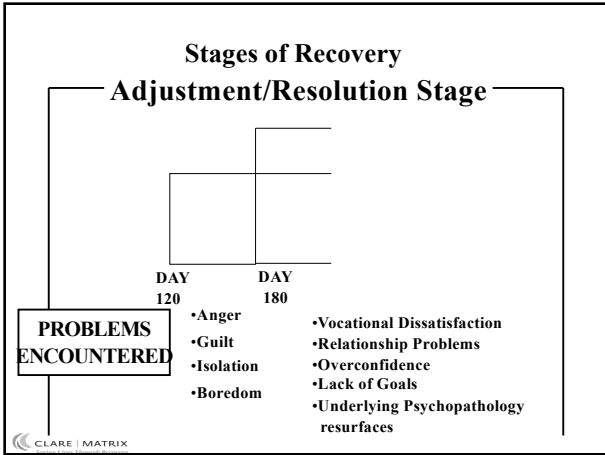 Stages of Recovery
Adjustment/Resolution Stage
DAY
120
DAY
180
PROBLEMS
ENCOUNTERED
•Anger
•Guilt
•Isolation
•Boredom
•Vocational Dissatisfaction
•Relationship Problems
•Overconfidence
•Lack of Goals
•Underlying Psychopathology
resurfaces
CLARE | MATRIX